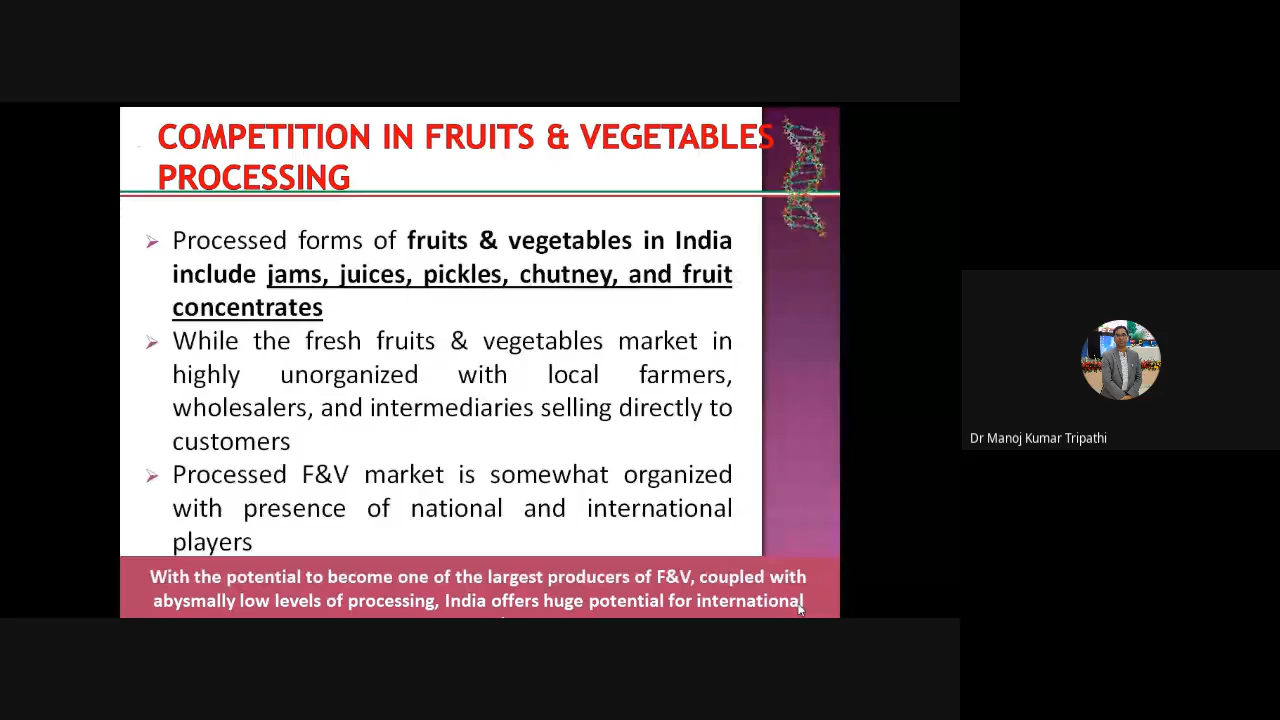 COMPETITION IN FRUITS & VEGETABLES
PROCESSING
Processed forms of fruits & vegetables in India
include jams, juices, pickles, chutney, and fruit
concentrates
While the fresh fruits & vegetables market in
highly unorganized with local farmers,
wholesalers, and intermediaries selling directly to
customers
Processed F&V market is somewhat organized
with presence of national and international
players
With the potential to become one of the largest producers of F&V, coupled with
abysmally low levels of processing, India offers huge potential for international
Dr Manoj Kumar Tripathi